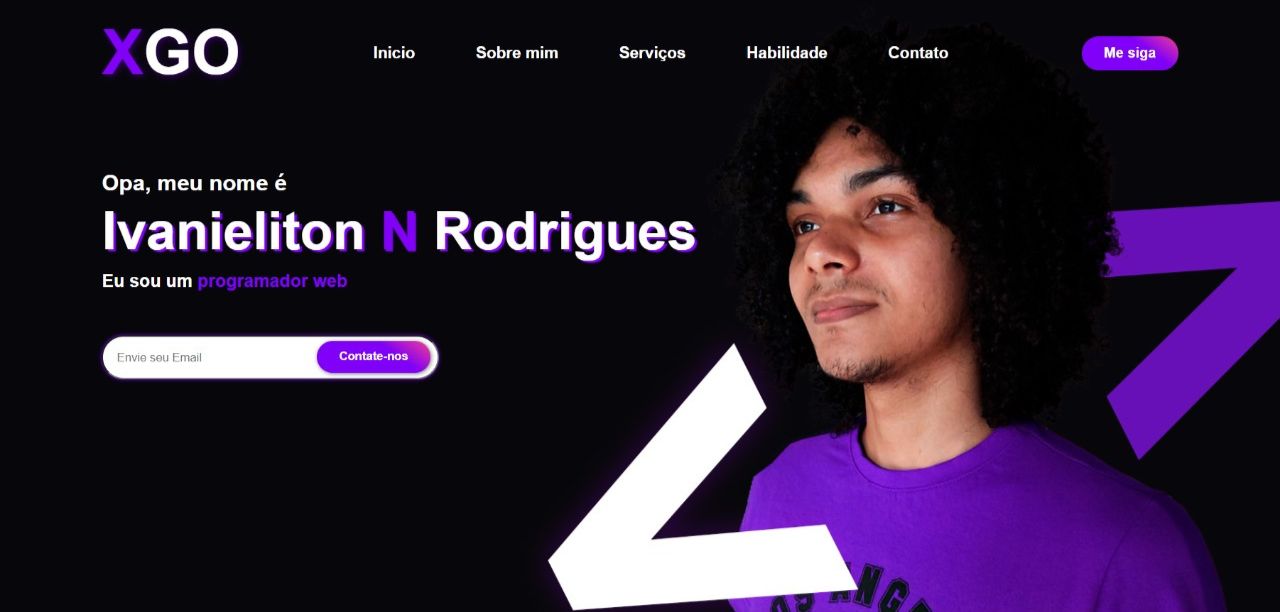 XGO
Inicio Sobre mim Serviços Habilidade Contato Me siga
Opa, meu nome é
Ivanieliton N Rodrigues
Eu sou um programador web
Envie seu Email Contate-nos